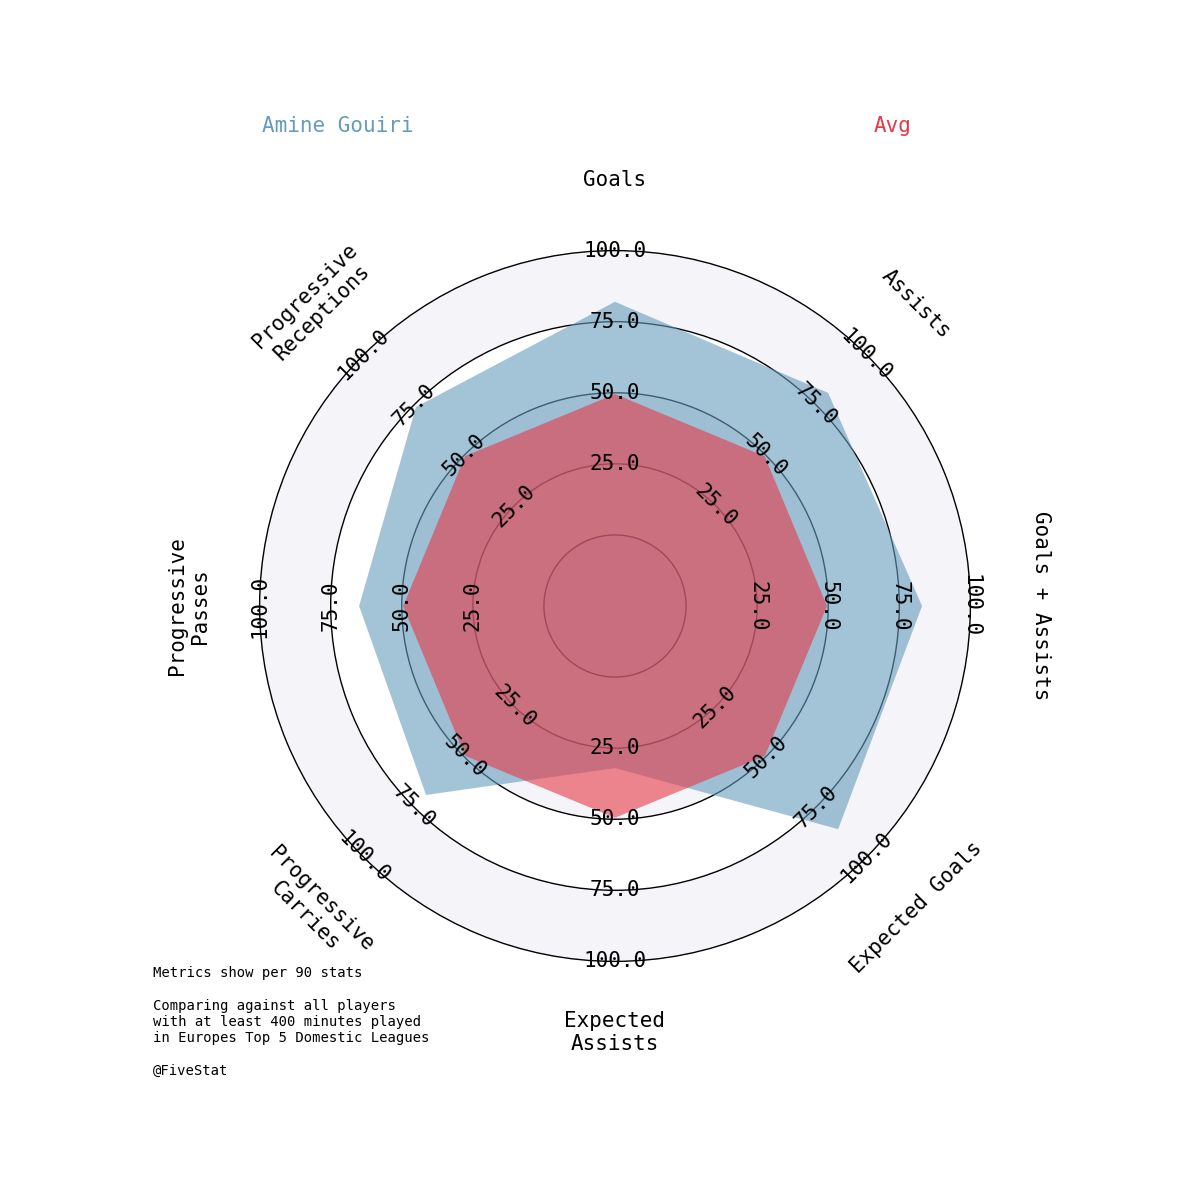 Amine Gouiri
Avg
Goals
Assists
Goals + Assists
Expected Goals
Expected
Assists
Progressive
Carries
Progressive
Passes
Progressive
Receptions
25.0
50.0
75.0
100.0
25.0
50.0
75.0
100.0
25.0
50.0
75.0
100.0
25.0
50.0
75.0
100.0
25.0
50.0
75.0
100.0
25.0
50.0
75.0
100.0
25.0
50.0
75.0
100.0
25.0
50.0
75.0
100.0
Metrics show per 90 stats
Comparing against all players
with at least 400 minutes played
in Europes Top 5 Domestic Leagues
@FiveStat